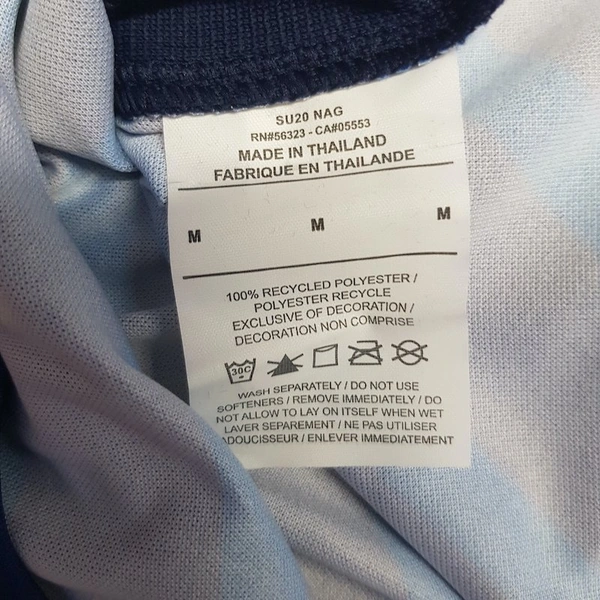 SU20 NAG
RN#56323 - CA#05553
MADE IN THAILAND
FABRIQUE EN THAILANDE
M M M
100% RECYCLED POLYESTER /
POLYESTER RECYCLE
EXCLUSIVE OF DECORATION /
DECORATION NON COMPRISE
30C
WASH SEPARATELY / DO NOT USE
SOFTENERS / REMOVE IMMEDIATELY / DO
NOT ALLOW TO LAY ON ITSELF WHEN WET
LAVER SEPAREMENT / NE PAS UTILISER
ADOUCISSEUR / ENLEVER IMMEDIATEMENT